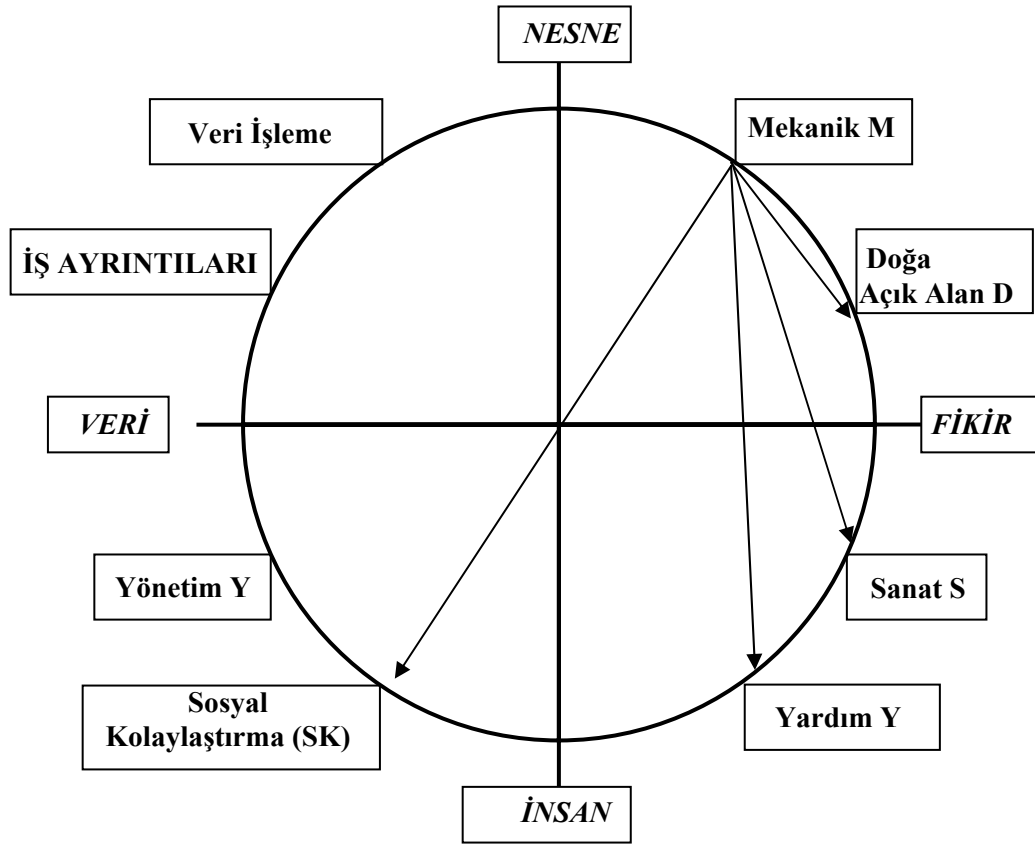 NESNE
Veri İşleme
Mekanik M
İŞ AYRINTILARI
Doğa
Açık Alan D
VERİ
FİKİR
Yönetim Y
Sanat S
Sosyal
Kolaylaştırma (SK)
Yardım Y
İNSAN